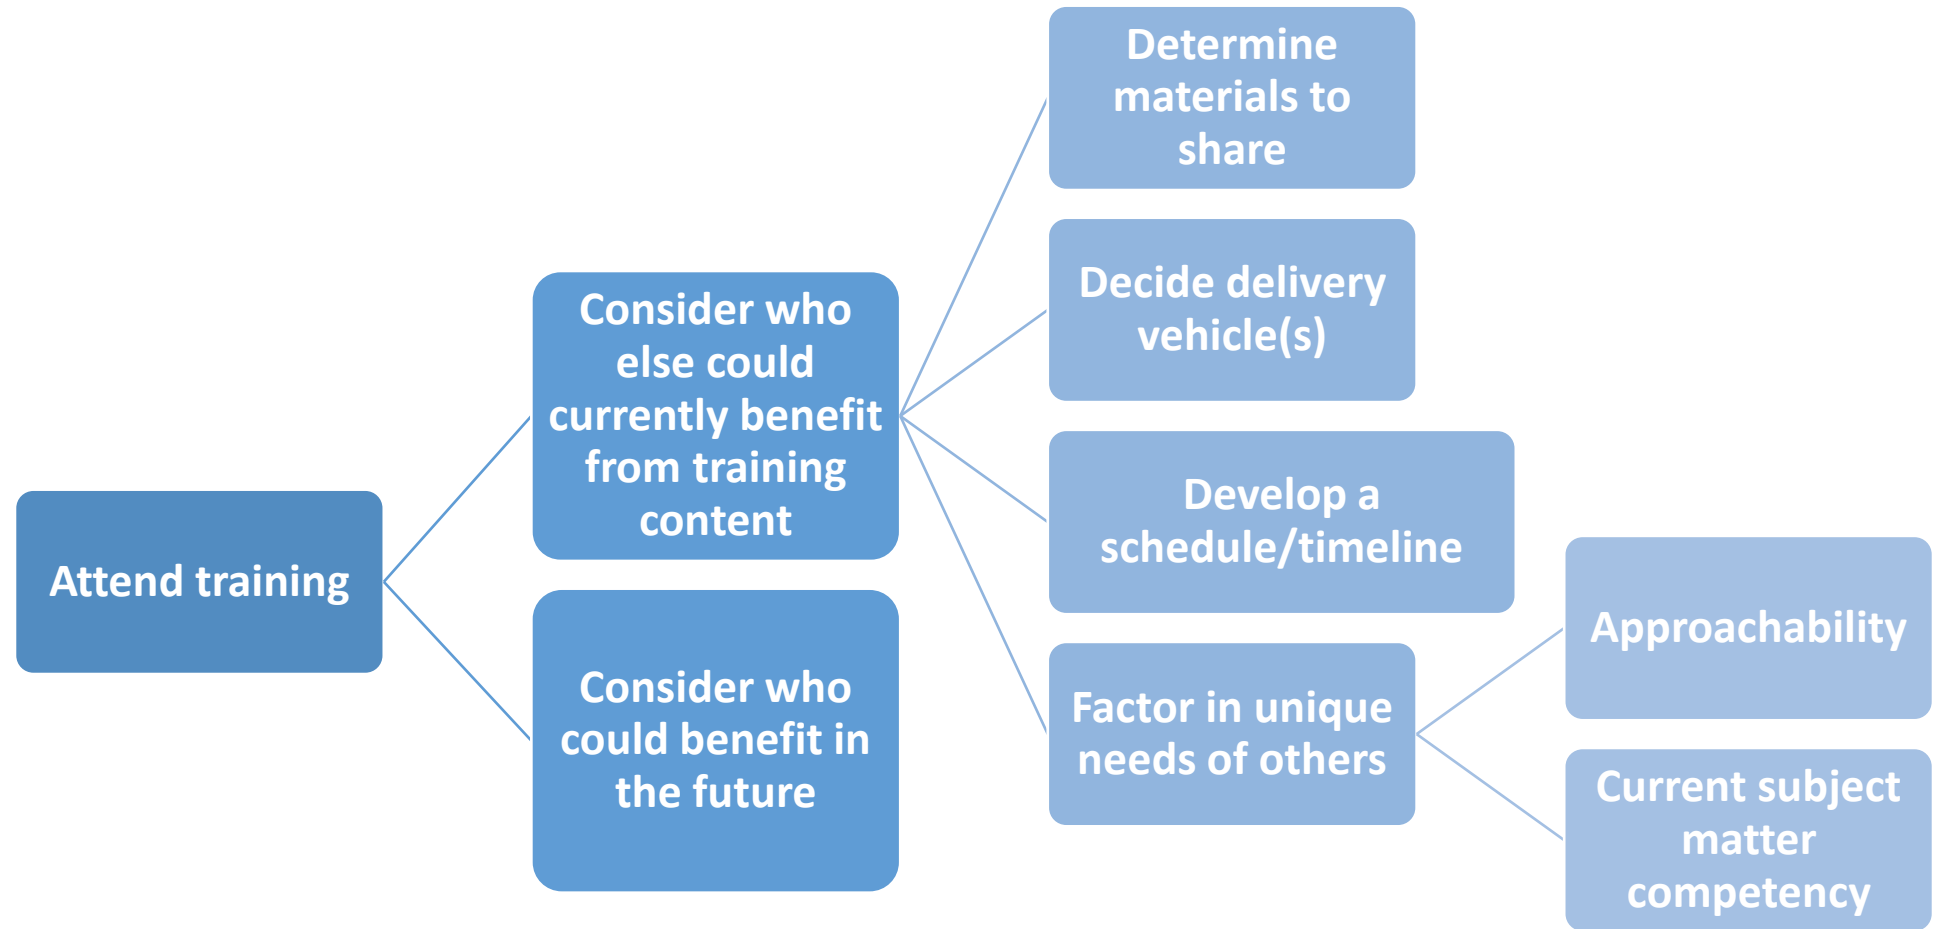 Attend training
Consider who
else could
currently benefit
from training
content
Consider who
could benefit in
the future
Determine
materials to
share
Decide delivery
vehicle(s)
Develop a
schedule/timeline
Factor in unique
needs of others
Approachability
Current subject
matter
competency